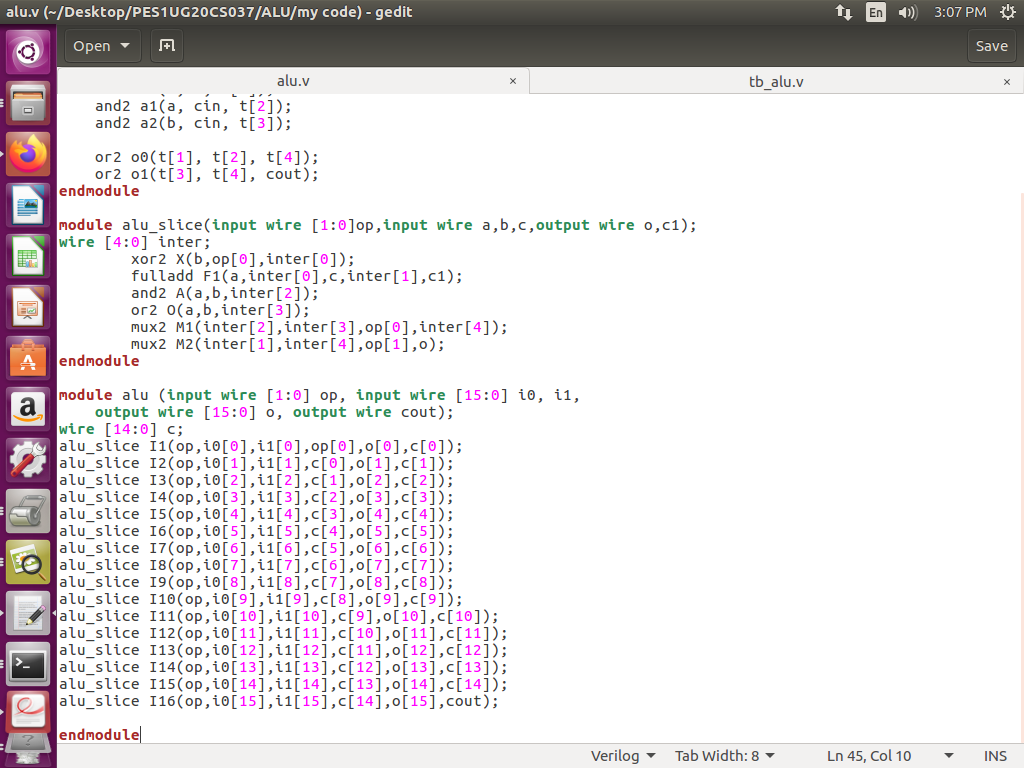 alu.v (~/Desktop/PES1UG20CS037/ALU/my code) - gedit
En
3:07 PM
Open
Save
alu.v
×
tb_alu.v
×
    and2 a1(a, cin, t[2]);
    and2 a2(b, cin, t[3]);
    or2 o0(t[1], t[2], t[4]);
    or2 o1(t[3], t[4], cout);
endmodule
module alu_slice(input wire [1:0]op,input wire a,b,c,output wire o,c1);
wire [4:0] inter;
        xor2 X(b,op[0],inter[0]);
        fulladd F1(a,inter[0],c,inter[1],c1);
        and2 A(a,b,inter[2]);
        or2 O(a,b,inter[3]);
        mux2 M1(inter[2],inter[3],op[0],inter[4]);
        mux2 M2(inter[1],inter[4],op[1],o);
endmodule
module alu (input wire [1:0] op, input wire [15:0] i0, i1,
    output wire [15:0] o, output wire cout);
wire [14:0] c;
alu_slice I1(op,i0[0],i1[0],op[0],o[0],c[0]);
alu_slice I2(op,i0[1],i1[1],c[0],o[1],c[1]);
alu_slice I3(op,i0[2],i1[2],c[1],o[2],c[2]);
alu_slice I4(op,i0[3],i1[3],c[2],o[3],c[3]);
alu_slice I5(op,i0[4],i1[4],c[3],o[4],c[4]);
alu_slice I6(op,i0[5],i1[5],c[4],o[5],c[5]);
alu_slice I7(op,i0[6],i1[6],c[5],o[6],c[6]);
alu_slice I8(op,i0[7],i1[7],c[6],o[7],c[7]);
alu_slice I9(op,i0[8],i1[8],c[7],o[8],c[8]);
alu_slice I10(op,i0[9],i1[9],c[8],o[9],c[9]);
alu_slice I11(op,i0[10],i1[10],c[9],o[10],c[10]);
alu_slice I12(op,i0[11],i1[11],c[10],o[11],c[11]);
alu_slice I13(op,i0[12],i1[12],c[11],o[12],c[12]);
alu_slice I14(op,i0[13],i1[13],c[12],o[13],c[13]);
alu_slice I15(op,i0[14],i1[14],c[13],o[14],c[14]);
alu_slice I16(op,i0[15],i1[15],c[14],o[15],cout);
endmodule
Verilog
Tab Width: 8
Ln 45, Col 10
INS